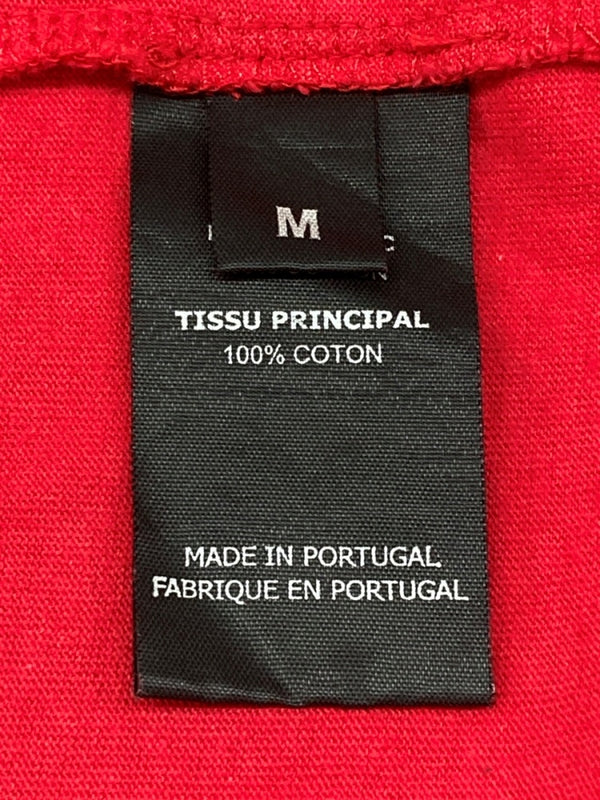 M
TISSU PRINCIPAL
100% COTON
MADE IN PORTUGAL
FABRIQUE EN PORTUGAL